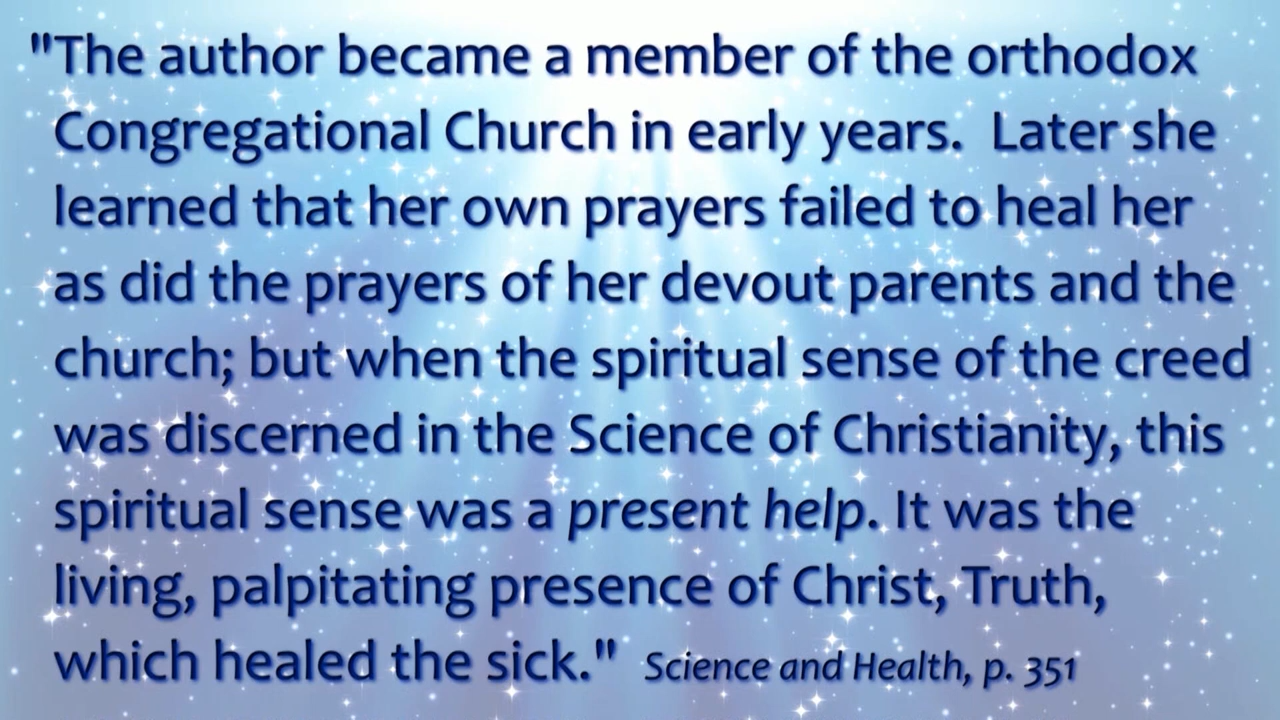 "The author became a member of the orthodox
Congregational Church in early years. Later she
learned that her own prayers failed to heal her
as did the prayers of her devout parents and the
church; but when the spiritual sense of the creed
was discerned in the Science of Christianity, this
spiritual sense was a present help. It was the
living, palpitating presence of Christ, Truth,
which healed the sick." Science and Health, p. 351